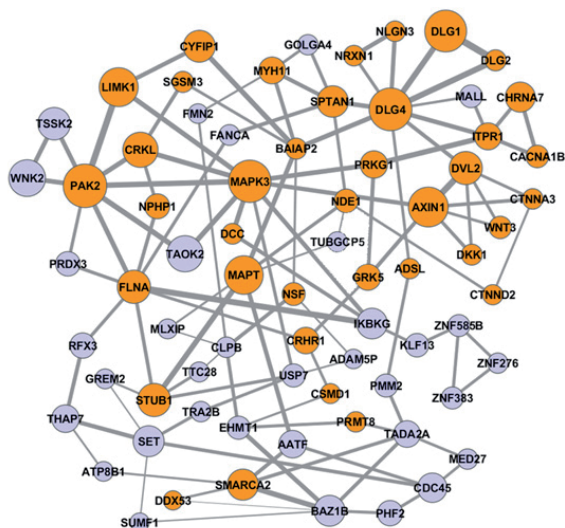 CYFIP1
GOLGA4
NLGN3
DLG1
NRXN1
DLG2
LIMK1
SGSM3
MYH11
SPTAN1
DLG4
MALL
CHRNA7
TSSK2
FMN2
FANCA
ITPR1
CRKL
BAIAP2
CACNA1B
WNK2
PAK2
MAPK3
PRKG1
DVL2
NPHP1
NDE1
AXIN1
CTNNA3
DCC
WNT3
TAOK2
TUBGCP5
DKK1
PRDX3
MAPT
GRK5
ADSL
FLNA
NSF
CTNND2
MLXIP
IKBKG
ZNF585B
RFX3
CLPB
CRHR1
KLF13
ADAM5P
ZNF276
GREM2
TTC28
USP7
PMM2
ZNF383
STUB1
CSMD1
THAP7
TRA2B
EHMT1
PRMT8
SET
AATF
TADA2A
MED27
ATP8B1
SMARCA2
CDC45
DDX53
BAZ1B
PHF2
SUMF1